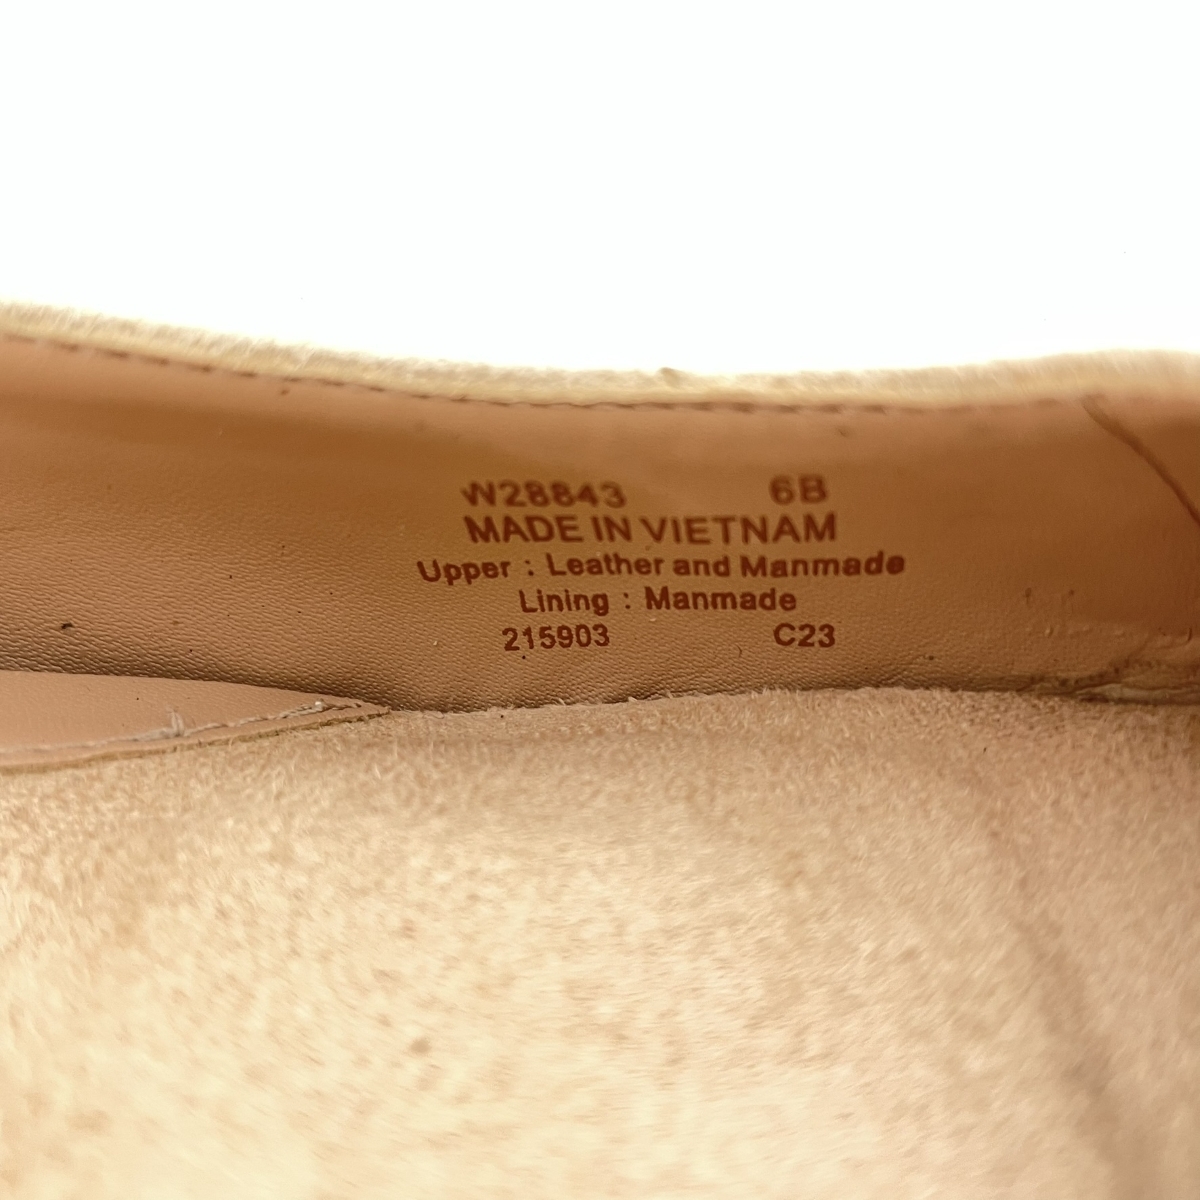 W28843 6B
MADE IN VIETNAM
Upper : Leather and Manmade
Lining : Manmade
215903 C23